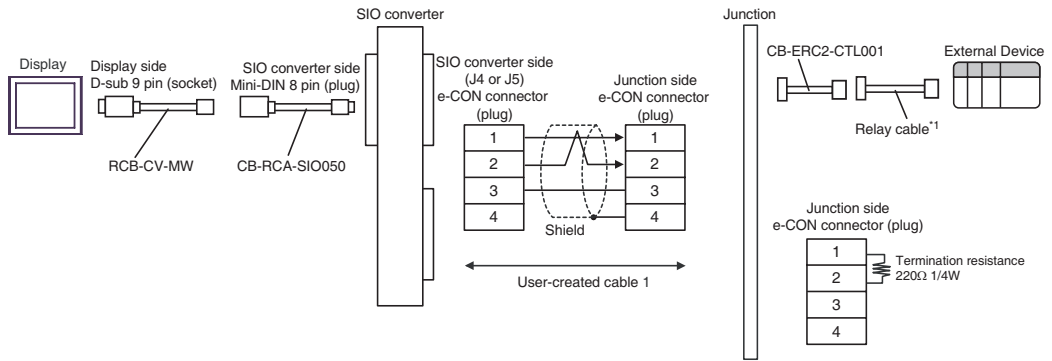 SIO converter
Junction
Display
Display side
D-sub 9 pin (socket)
SIO converter side
Mini-DIN 8 pin (plug)
RCB-CV-MW
CB-RCA-SIO050
SIO converter side
(J4 or J5)
e-CON connector
(plug)
1
2
3
4
Junction side
e-CON connector
(plug)
1
2
3
4
Shield
User-created cable 1
CB-ERC2-CTL001
External Device
Relay cable*1
Junction side
e-CON connector (plug)
1
2
3
4
Termination resistance
220Ω 1/4W